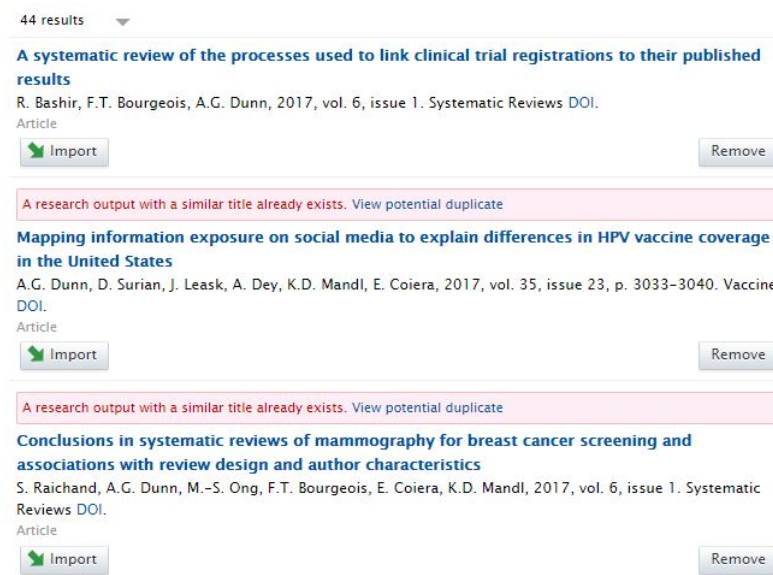 44 results
A systematic review of the processes used to link clinical trial registrations to their published
results
R. Bashir, F.T. Bourgeois, A.G. Dunn, 2017, vol. 6, issue 1. Systematic Reviews DOI.
Article
Import Remove
A research output with a similar title already exists. View potential duplicate
Mapping information exposure on social media to explain differences in HPV vaccine coverage
in the United States
A.G. Dunn, D. Surian, J. Leask, A. Dey, K.D. Mandl, E. Coiera, 2017, vol. 35, issue 23, p. 3033-3040. Vaccine
DOI.
Article
Import Remove
A research output with a similar title already exists. View potential duplicate
Conclusions in systematic reviews of mammography for breast cancer screening and
associations with review design and author characteristics
S. Raichand, A.G. Dunn, M.-S. Ong, F.T. Bourgeois, E. Coiera, K.D. Mandl, 2017, vol. 6, issue 1. Systematic
Reviews DOI.
Article
Import Remove